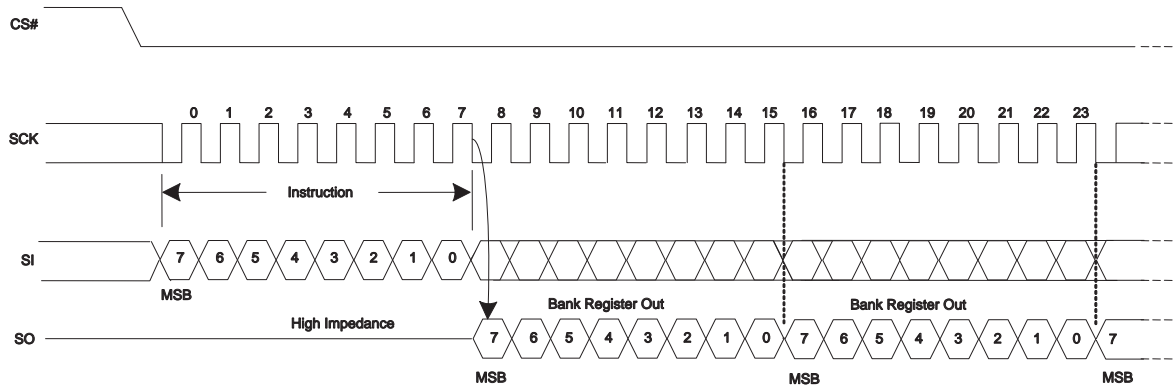 CS#
0 1 2 3 4 5 6 7 8 9 10 11 12 13 14 15 16 17 18 19 20 21 22 23
SCK
Instruction
SI 7 6 5 4 3 2 1 0
MSB
Bank Register Out Bank Register Out
High Impedance
SO 7 6 5 4 3 2 1 0 7 6 5 4 3 2 1 0 7
MSB MSB MSB